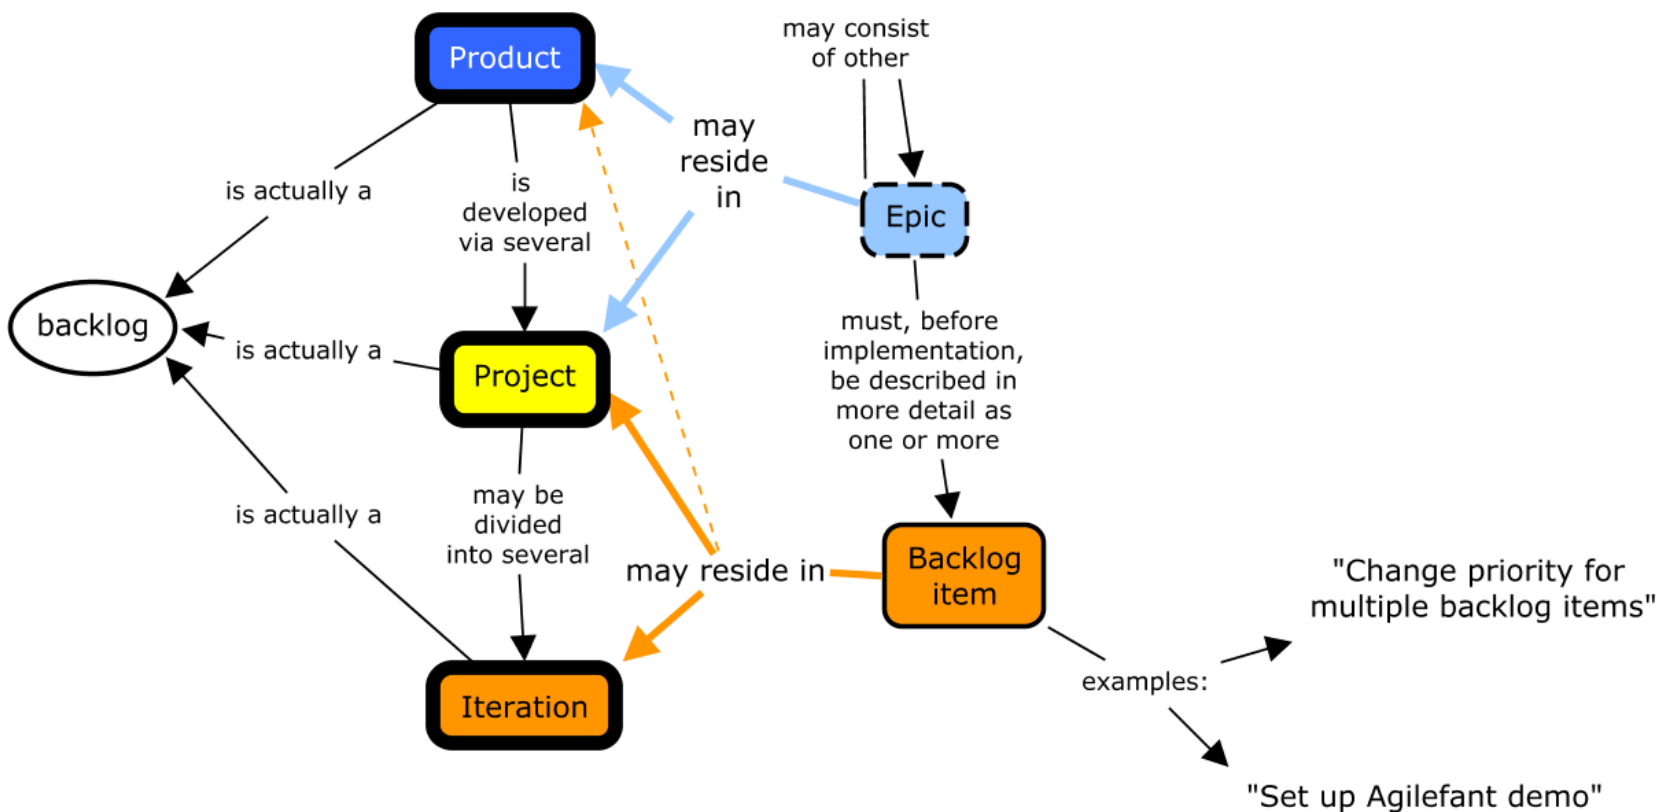 may consist
of other
Product
may
reside
in
is actually a
is
developed
via several
Epic
backlog
must, before
implementation,
be described in
more detail as
one or more
is actually a
Project
may be
divided
into several
is actually a
may reside in
Backlog
item
"Change priority for
multiple backlog items"
examples:
Iteration
"Set up Agilefant demo"